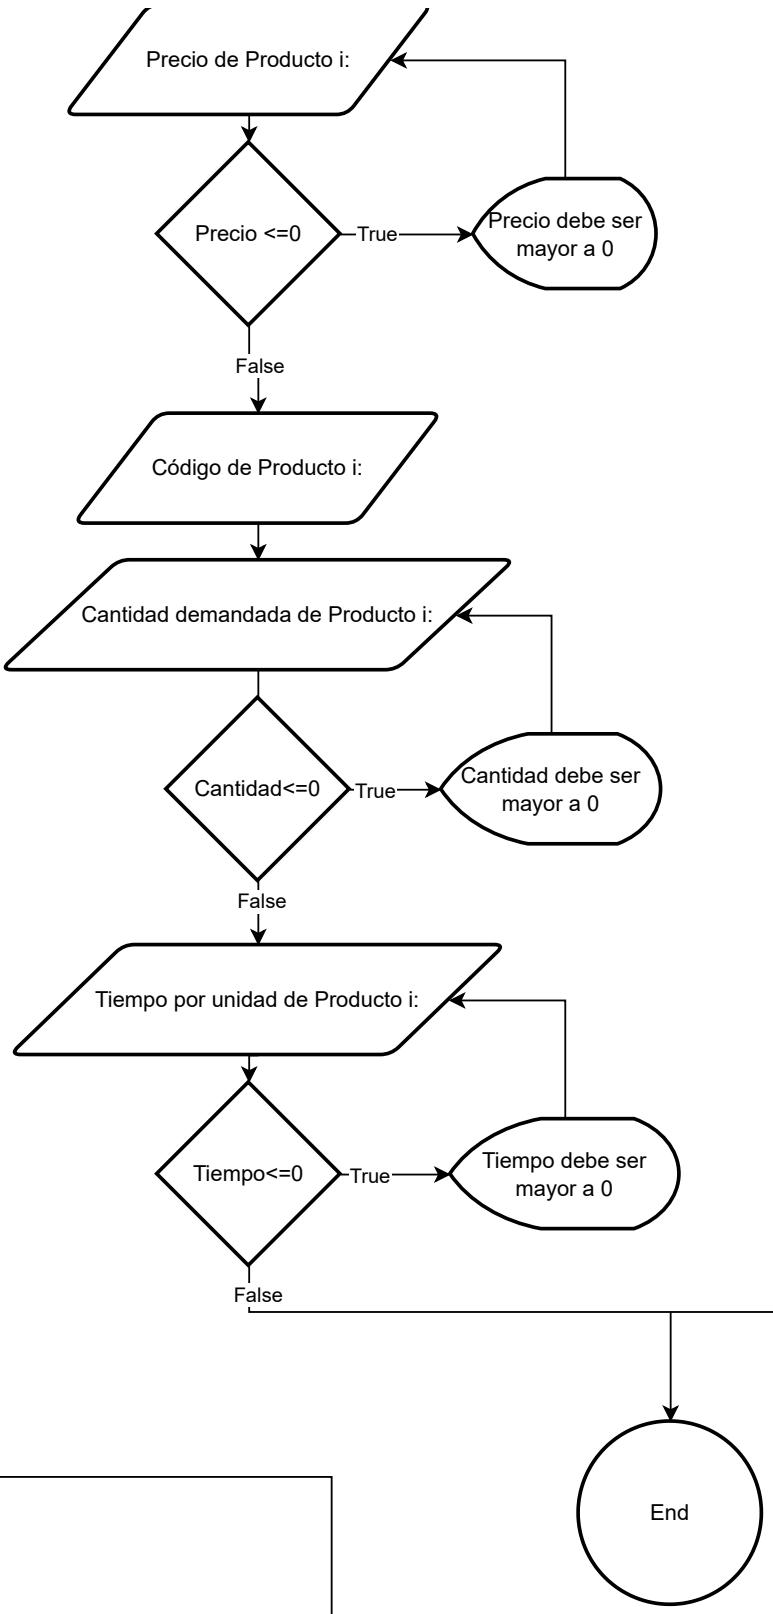 Precio de Producto i:
Precio <=0
True
Precio debe ser
mayor a 0
False
Código de Producto i:
Cantidad demandada de Producto i:
Cantidad<=0
True
Cantidad debe ser
mayor a 0
False
Tiempo por unidad de Producto i:
Tiempo<=0
True
Tiempo debe ser
mayor a 0
False
End